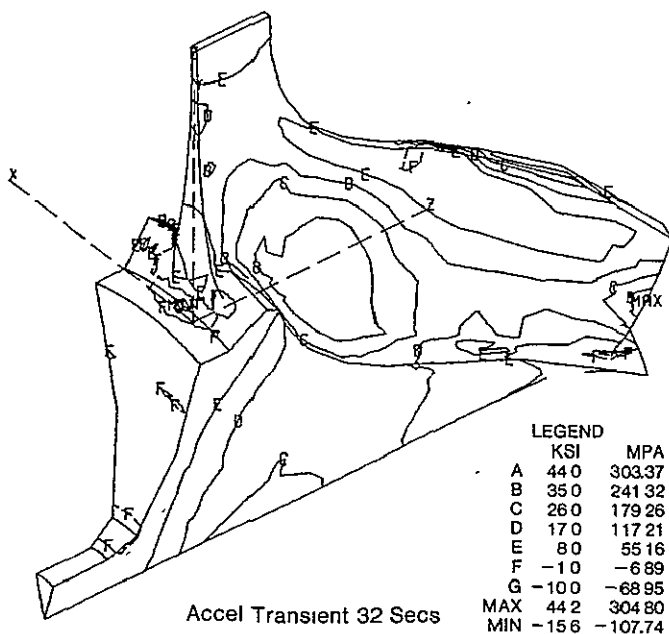 X
Z
MAX
LEGEND
KSI MPA
A 44 0 303.37
B 35 0 241 32
C 26 0 179 26
D 17 0 117 21
E 8 0 55 16
F -1 0 -6 89
G -10 0 -68 95
MAX 44 2 304 80
MIN -15 6 -107.74
Accel Transient 32 Secs